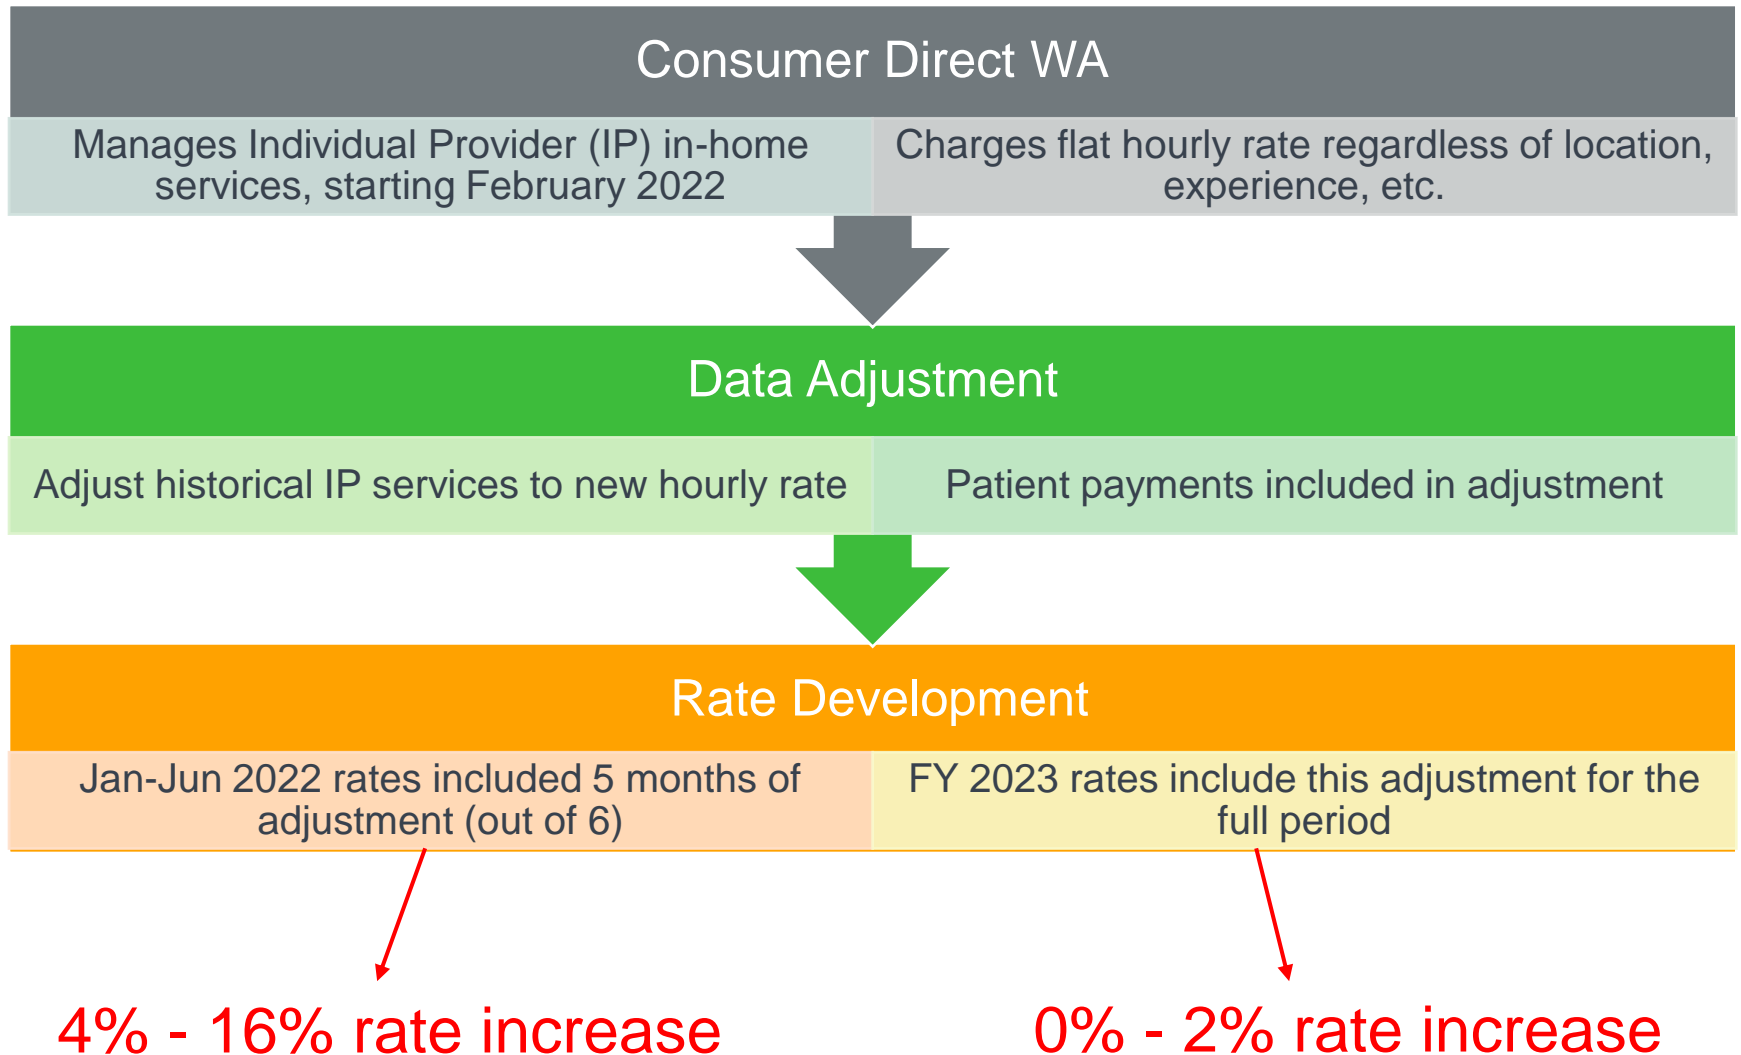 Consumer Direct WA
Manages Individual Provider (IP) in-home
services, starting February 2022
Charges flat hourly rate regardless of location,
experience, etc.
Data Adjustment
Adjust historical IP services to new hourly rate
Patient payments included in adjustment
Rate Development
Jan-Jun 2022 rates included 5 months of
adjustment (out of 6)
FY 2023 rates include this adjustment for the
full period
4% - 16% rate increase
0% - 2% rate increase